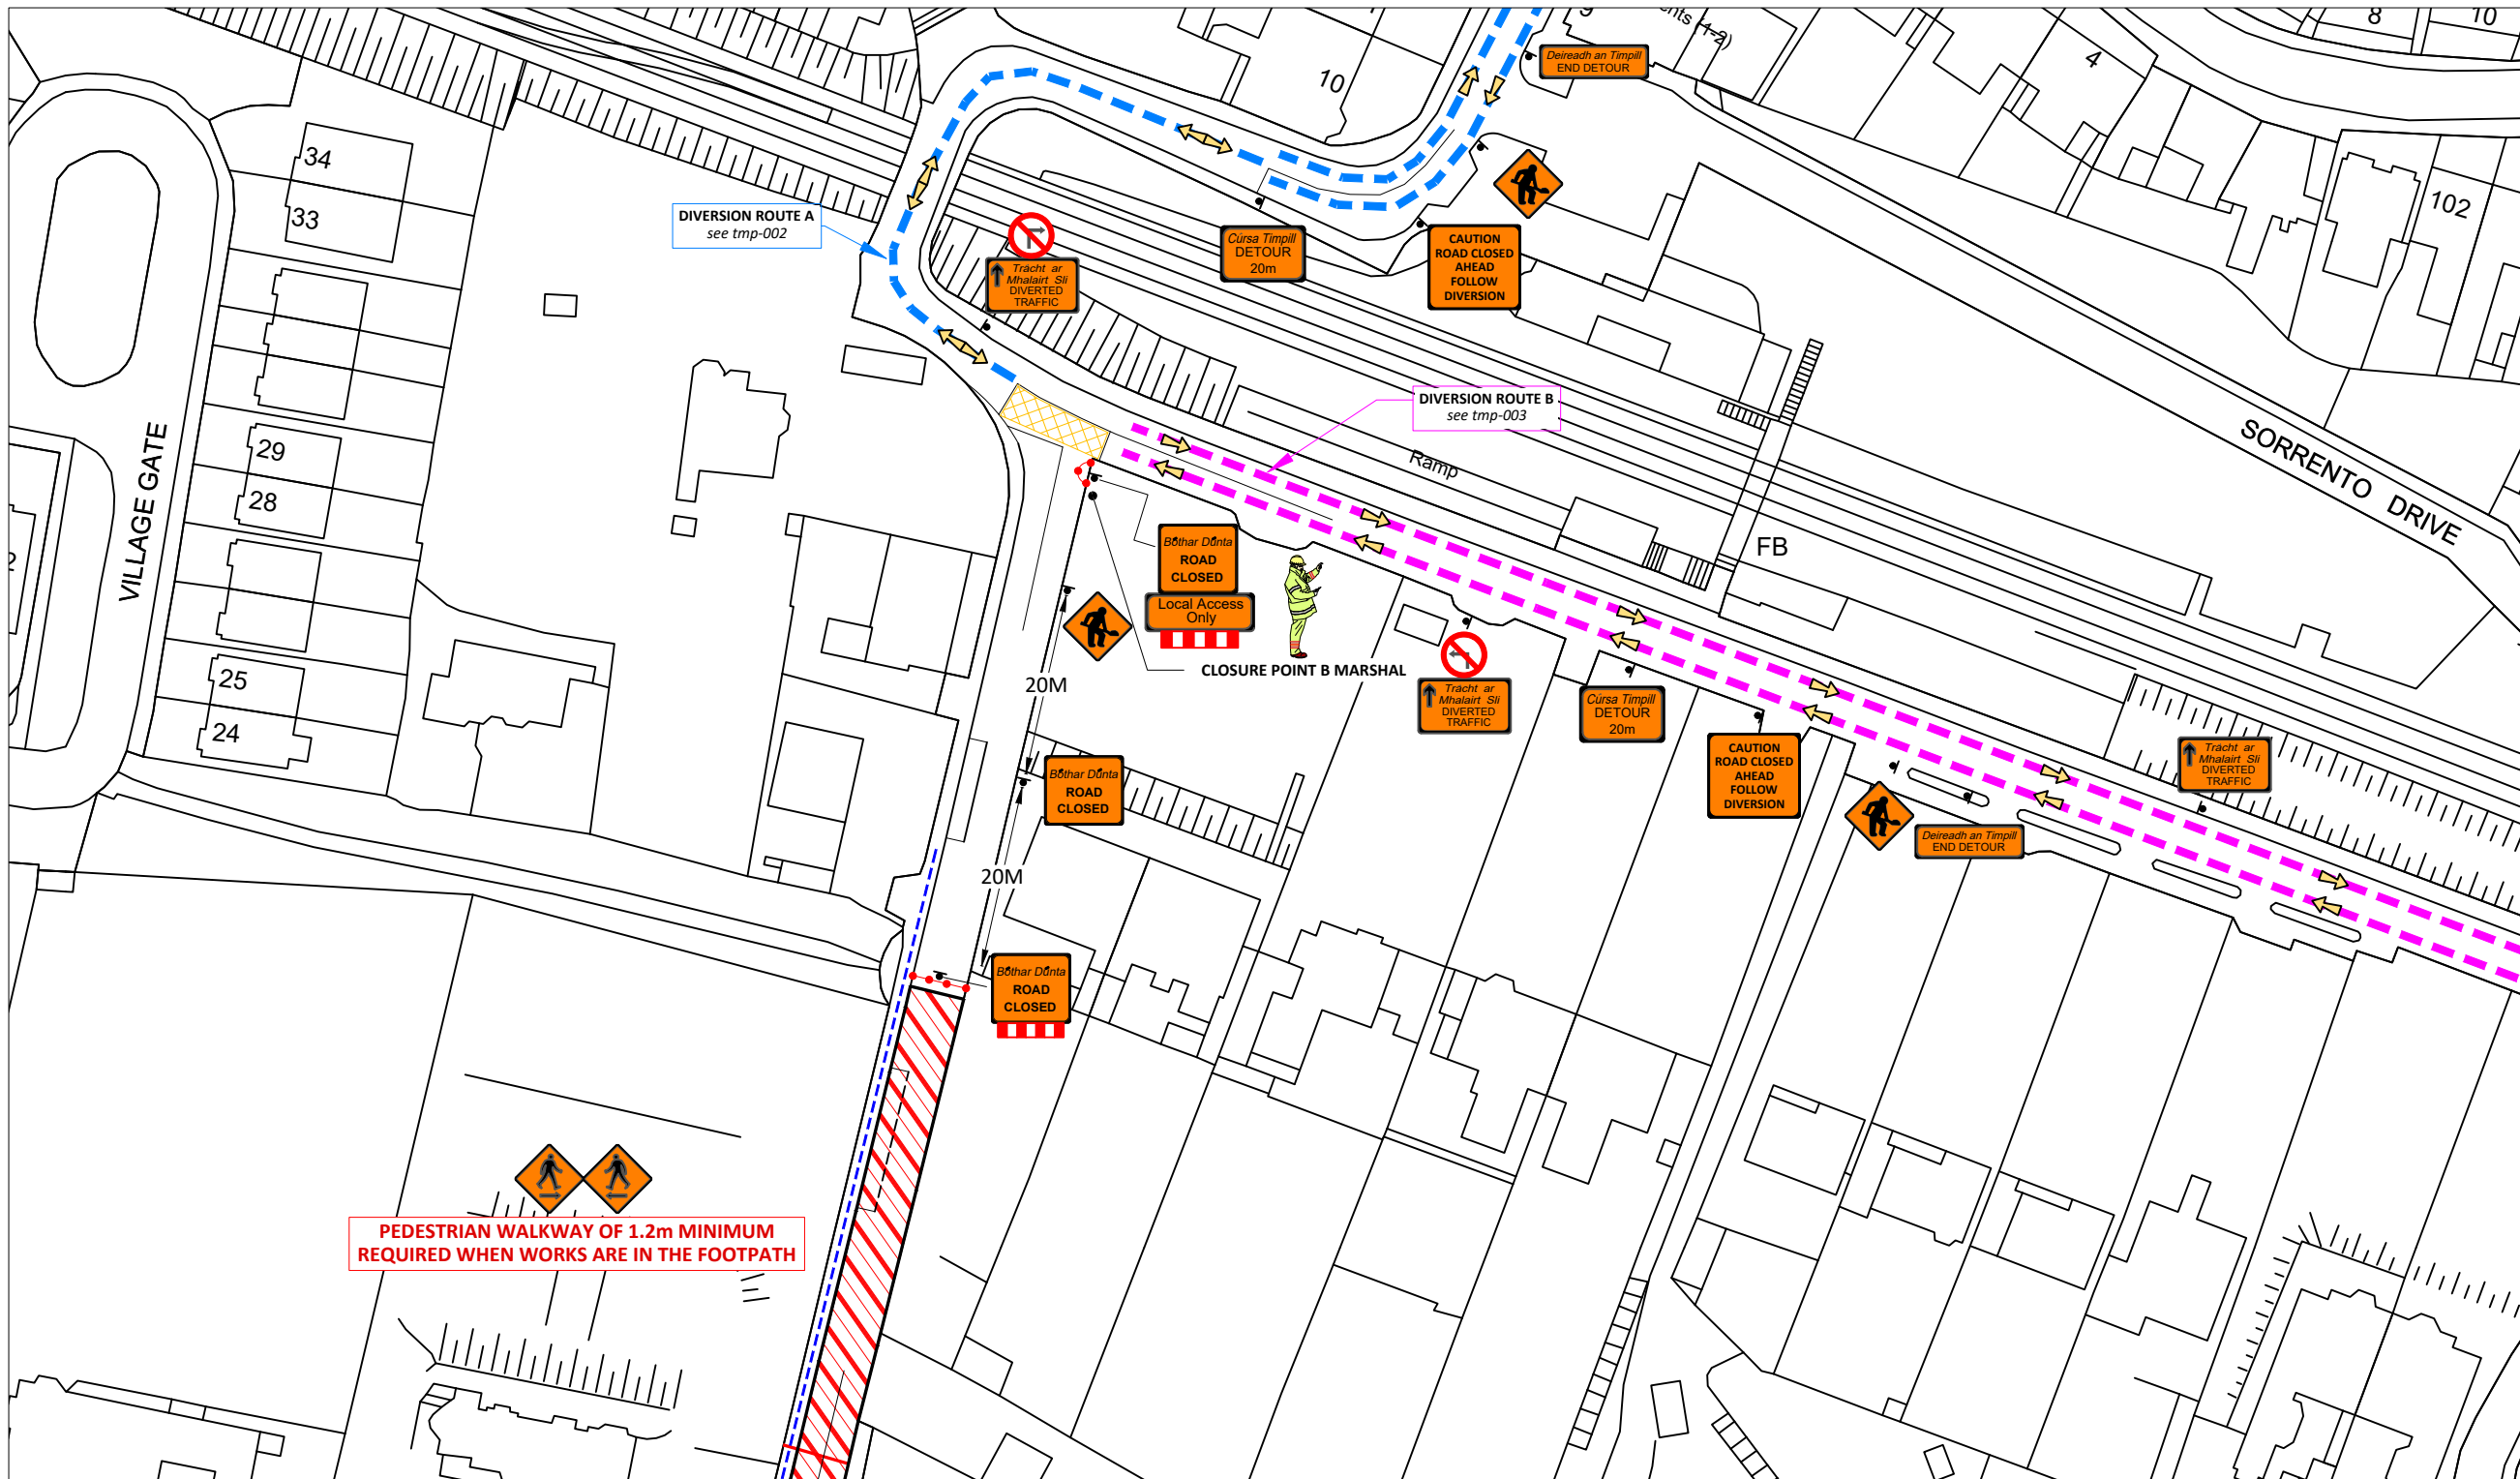 8
10
ents (1-2)
4
Deireadh an Timpill
END DETOUR
10
34
33
102
DIVERSION ROUTE A
see tmp-002
Cúrsa Timpill
DETOUR
20m
CAUTION
ROAD CLOSED
AHEAD
FOLLOW
DIVERSION
Trácht ar
Mhalairt Slí
DIVERTED
TRAFFIC
DIVERSION ROUTE B
see tmp-003
SORRENTO DRIVE
Ramp
FB
VILLAGE GATE
29
28
25
24
Bóthar Dúnta
ROAD
CLOSED
Local Access
Only
CLOSURE POINT B MARSHAL
20M
Trácht ar
Mhalairt Slí
DIVERTED
TRAFFIC
Cúrsa Timpill
DETOUR
20m
CAUTION
ROAD CLOSED
AHEAD
FOLLOW
DIVERSION
Trácht ar
Mhalairt Slí
DIVERTED
TRAFFIC
Deireadh an Timpill
END DETOUR
Bóthar Dúnta
ROAD
CLOSED
20M
Bóthar Dúnta
ROAD
CLOSED
PEDESTRIAN WALKWAY OF 1.2m MINIMUM
REQUIRED WHEN WORKS ARE IN THE FOOTPATH